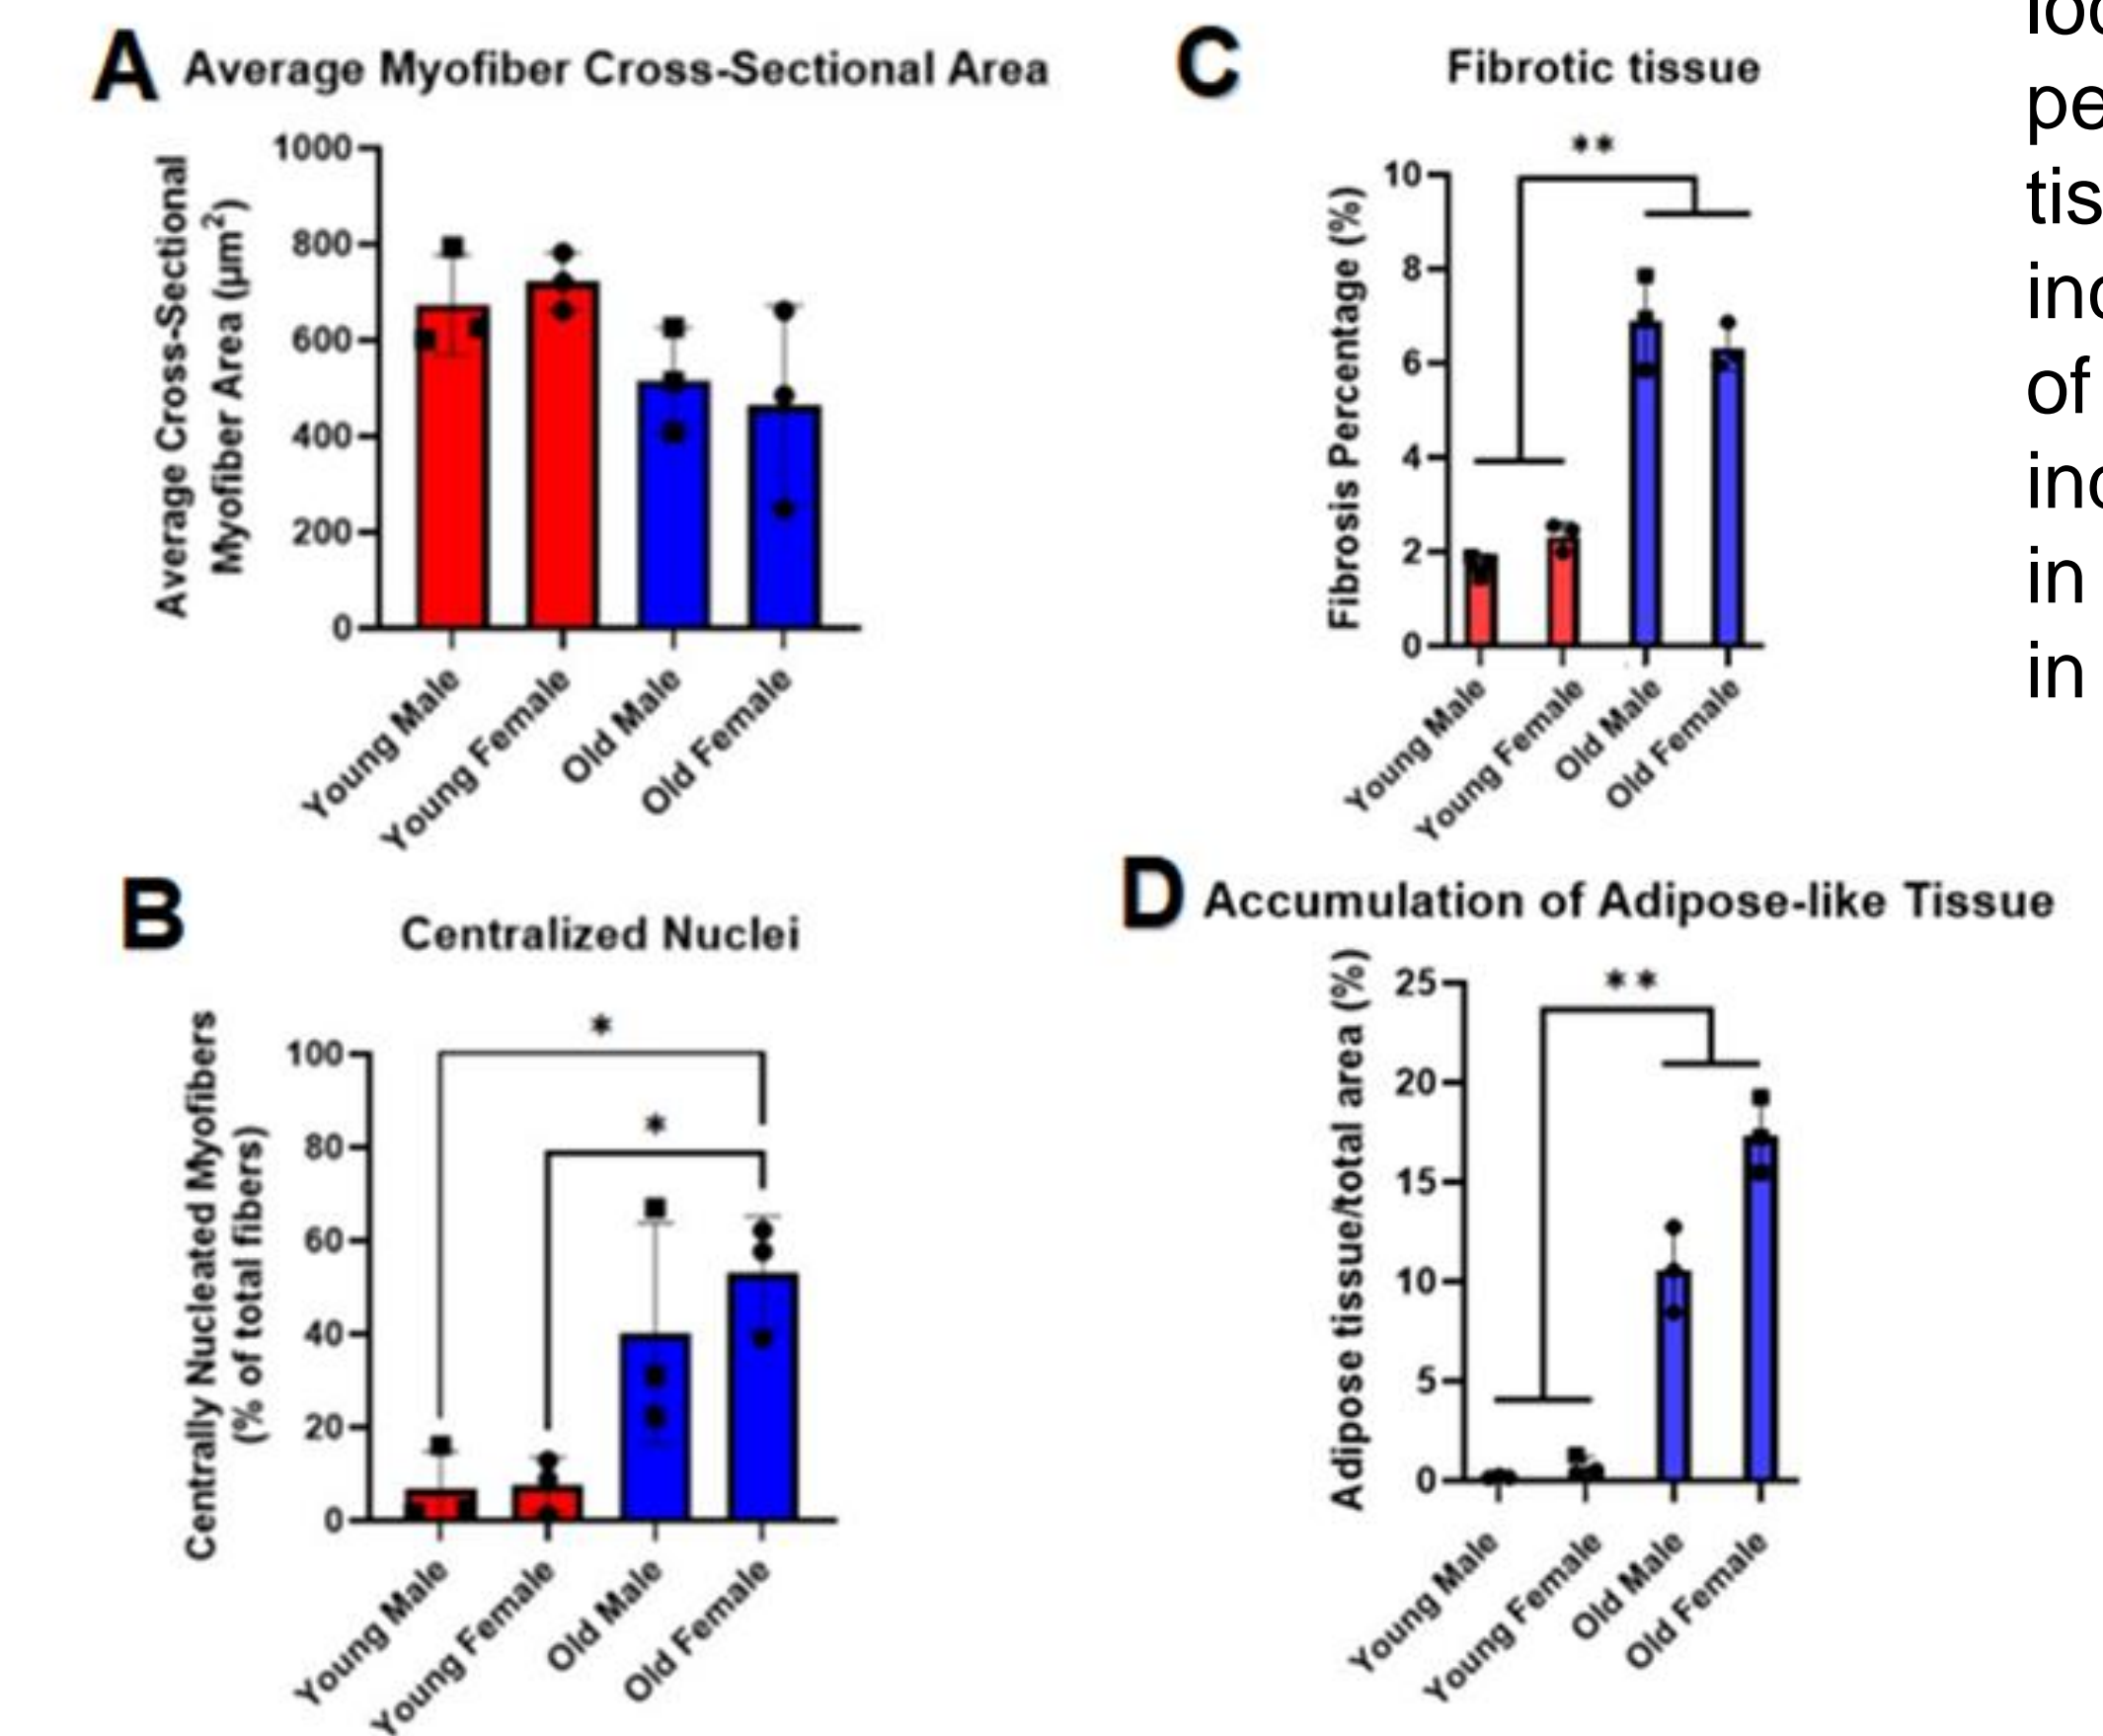 A Average Myofiber Cross-Sectional Area
Average Cross-Sectional
Myofiber Area (µm²)
1000
800
600
400
200
0
Young Male
Young Female
Old Male
Old Female
B Centralized Nuclei
Centrally Nucleated Myofibers
(% of total fibers)
*
*
100
80
60
40
20
0
Young Male
Young Female
Old Male
Old Female
C Fibrotic tissue
Fibrosis Percentage (%)
**
10
8
6
4
2
0
Young Male
Young Female
Old Male
Old Female
D Accumulation of Adipose-like Tissue
Adipose tissue/total area (%)
**
25
20
15
10
5
0
Young Male
Young Female
Old Male
Old Female
of
in
in